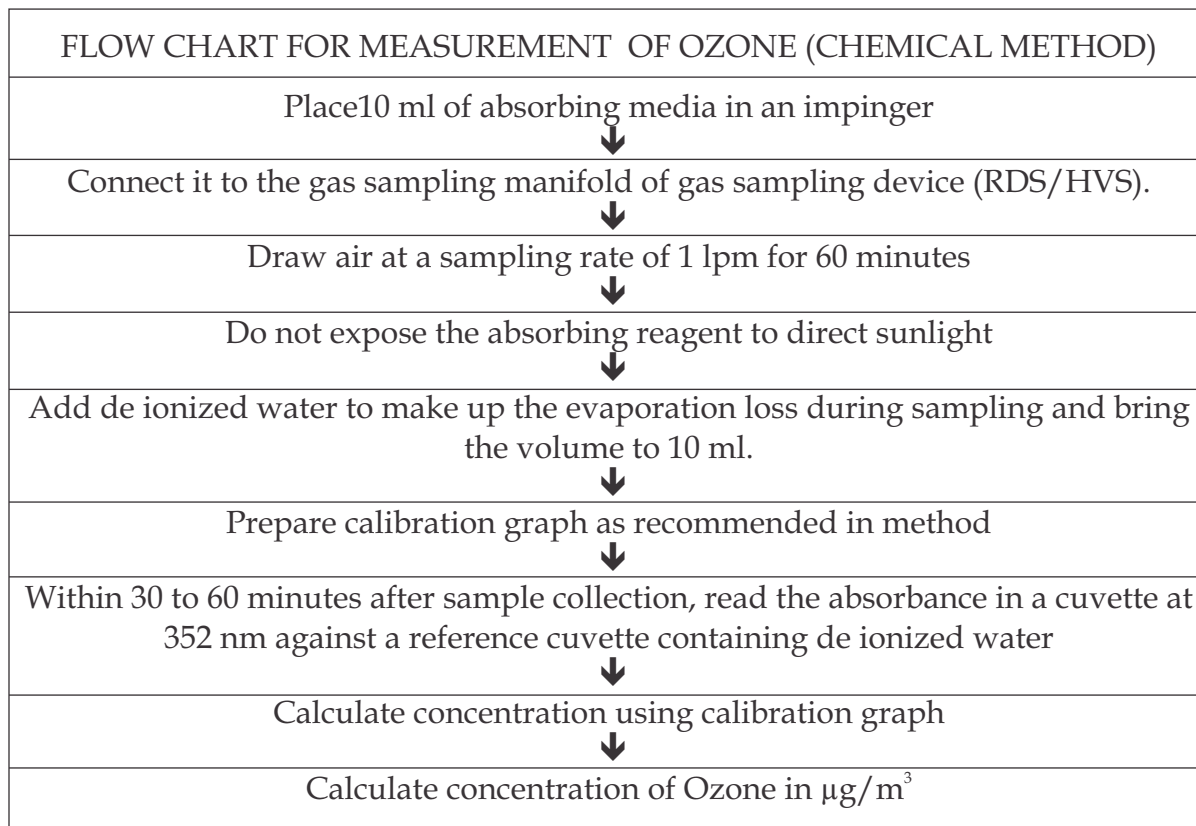 FLOW CHART FOR MEASUREMENT OF OZONE (CHEMICAL METHOD)
Place10 ml of absorbing media in an impinger
Connect it to the gas sampling manifold of gas sampling device (RDS/HVS).
Draw air at a sampling rate of 1 lpm for 60 minutes
Do not expose the absorbing reagent to direct sunlight
Add de ionized water to make up the evaporation loss during sampling and bring
the volume to 10 ml.
Prepare calibration graph as recommended in method
Within 30 to 60 minutes after sample collection, read the absorbance in a cuvette at
352 nm against a reference cuvette containing de ionized water
Calculate concentration using calibration graph
Calculate concentration of Ozone in µg/m³